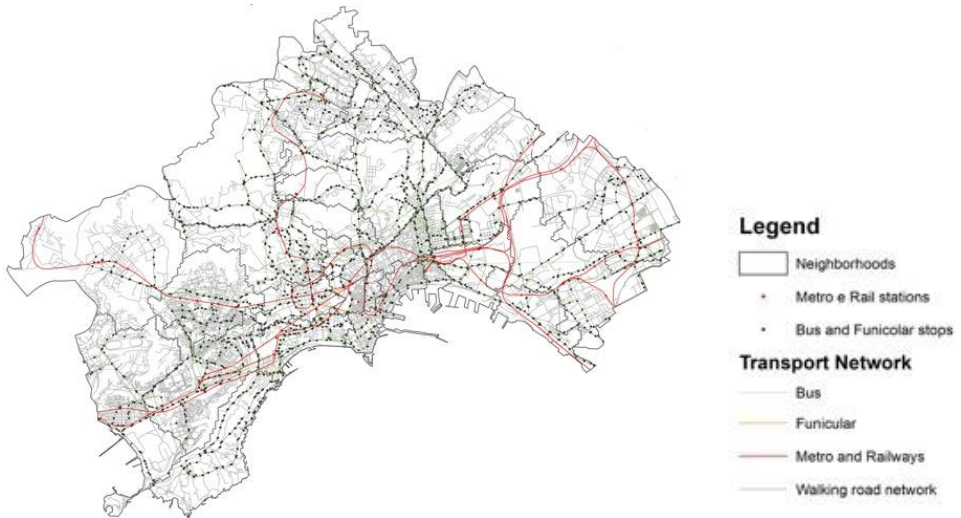 Legend
Neighborhoods
Metro e Rail stations
Bus and Funicolar stops
Transport Network
Bus
Funicular
Metro and Railways
Walking road network